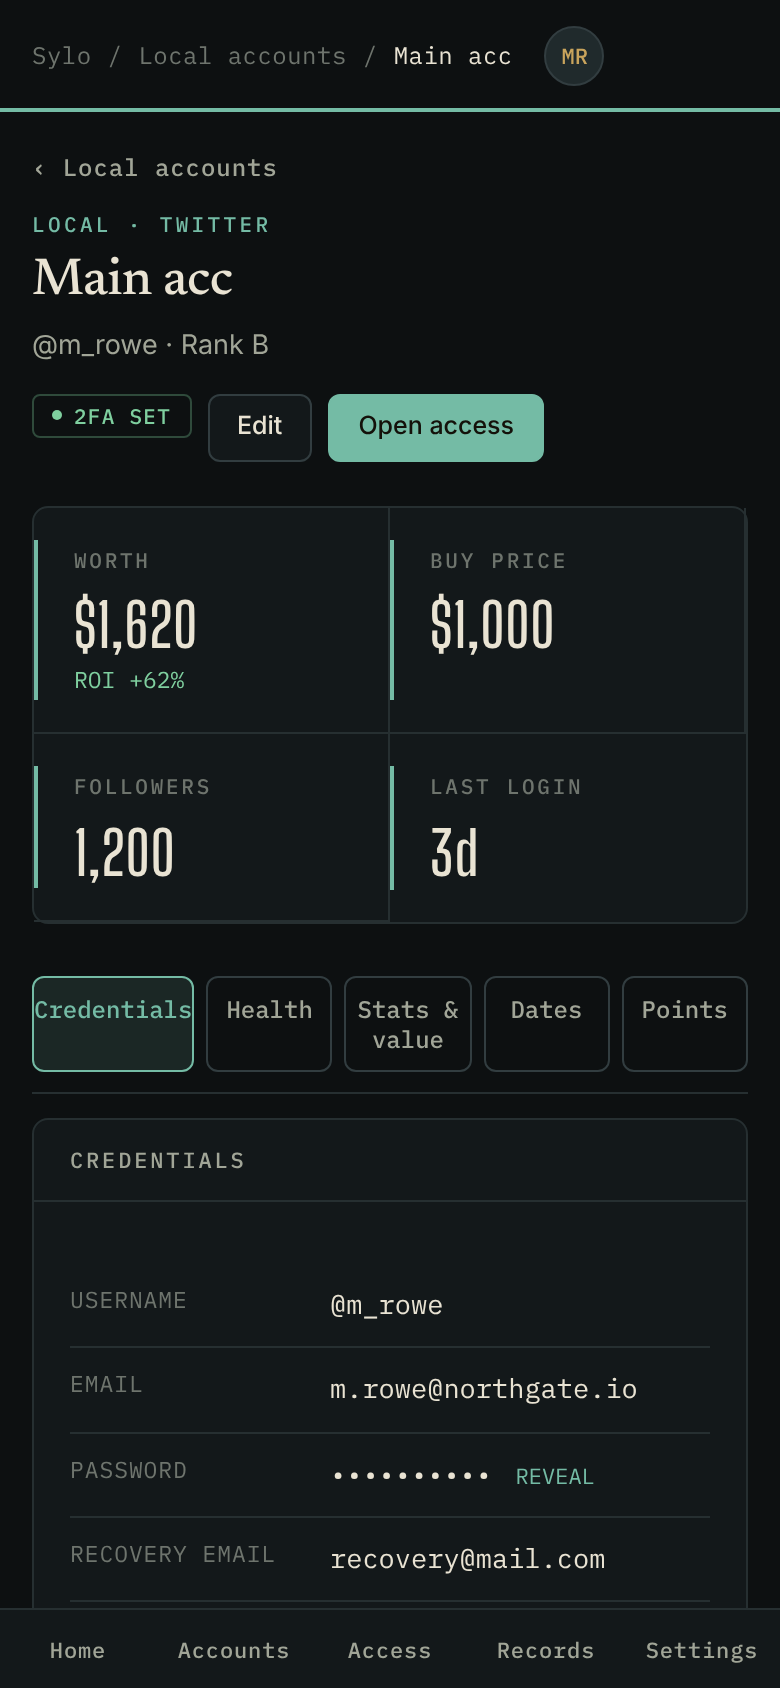 Sylo / Local accounts / Main acc MR
‹ Local accounts
LOCAL · TWITTER
Main acc
@m_rowe · Rank B
2FA SET Edit Open access
WORTH BUY PRICE
$1,620 $1,000
ROI +62%
FOLLOWERS LAST LOGIN
1,200 3d
Credentials Health Stats & Dates Points
value
CREDENTIALS
USERNAME @m_rowe
EMAIL m.rowe@northgate.io
PASSWORD •••••••••• REVEAL
RECOVERY EMAIL recovery@mail.com
Home Accounts Access Records Settings